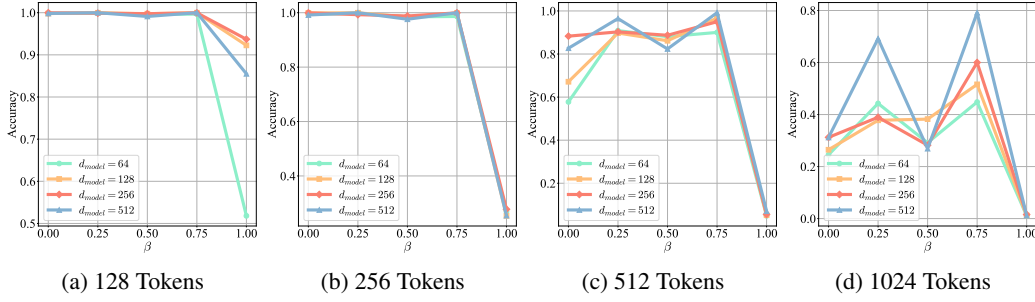 1.0
0.9
0.8
0.7
0.6
0.5
Accuracy
d_model = 64
d_model = 128
d_model = 256
d_model = 512
0.00 0.25 0.50 0.75 1.00
β
(a) 128 Tokens
1.0
0.8
0.6
0.4
Accuracy
d_model = 64
d_model = 128
d_model = 256
d_model = 512
0.00 0.25 0.50 0.75 1.00
β
(b) 256 Tokens
1.0
0.8
0.6
0.4
0.2
Accuracy
d_model = 64
d_model = 128
d_model = 256
d_model = 512
0.00 0.25 0.50 0.75 1.00
β
(c) 512 Tokens
0.8
0.6
0.4
0.2
0.0
Accuracy
d_model = 64
d_model = 128
d_model = 256
d_model = 512
0.00 0.25 0.50 0.75 1.00
β
(d) 1024 Tokens